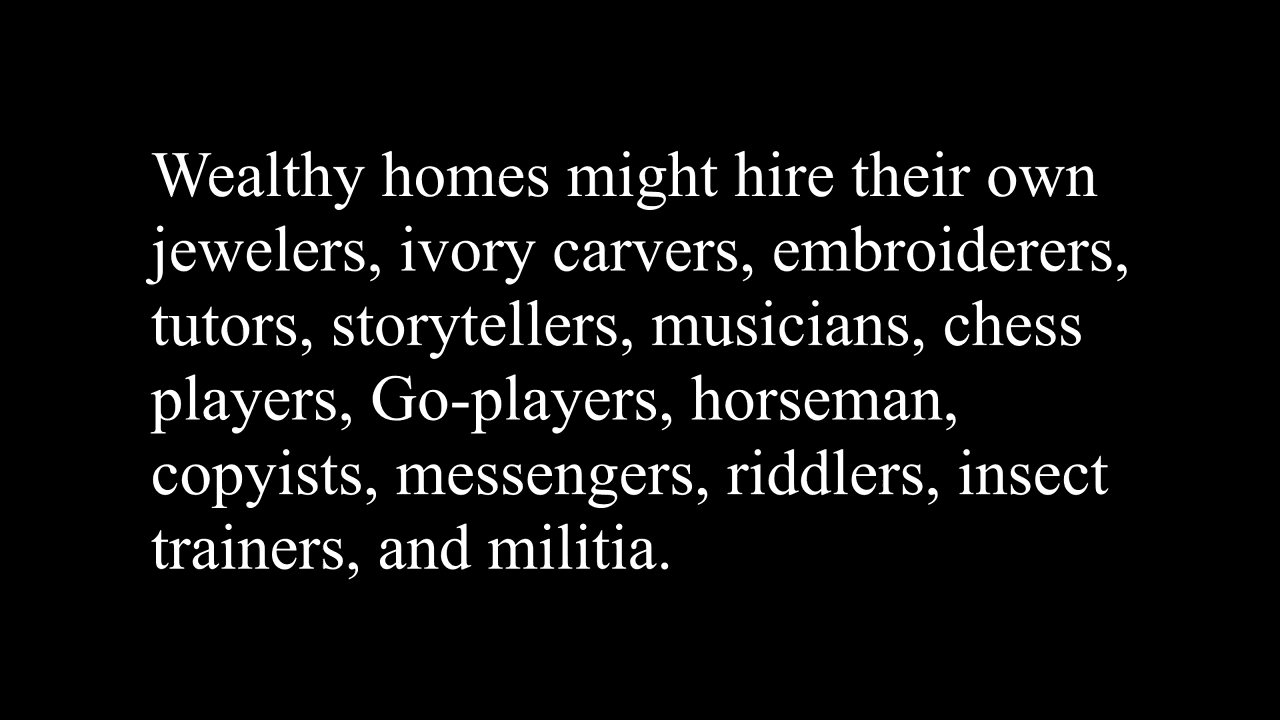 Wealthy homes might hire their own
jewelers, ivory carvers, embroiderers,
tutors, storytellers, musicians, chess
players, Go-players, horseman,
copyists, messengers, riddlers, insect
trainers, and militia.